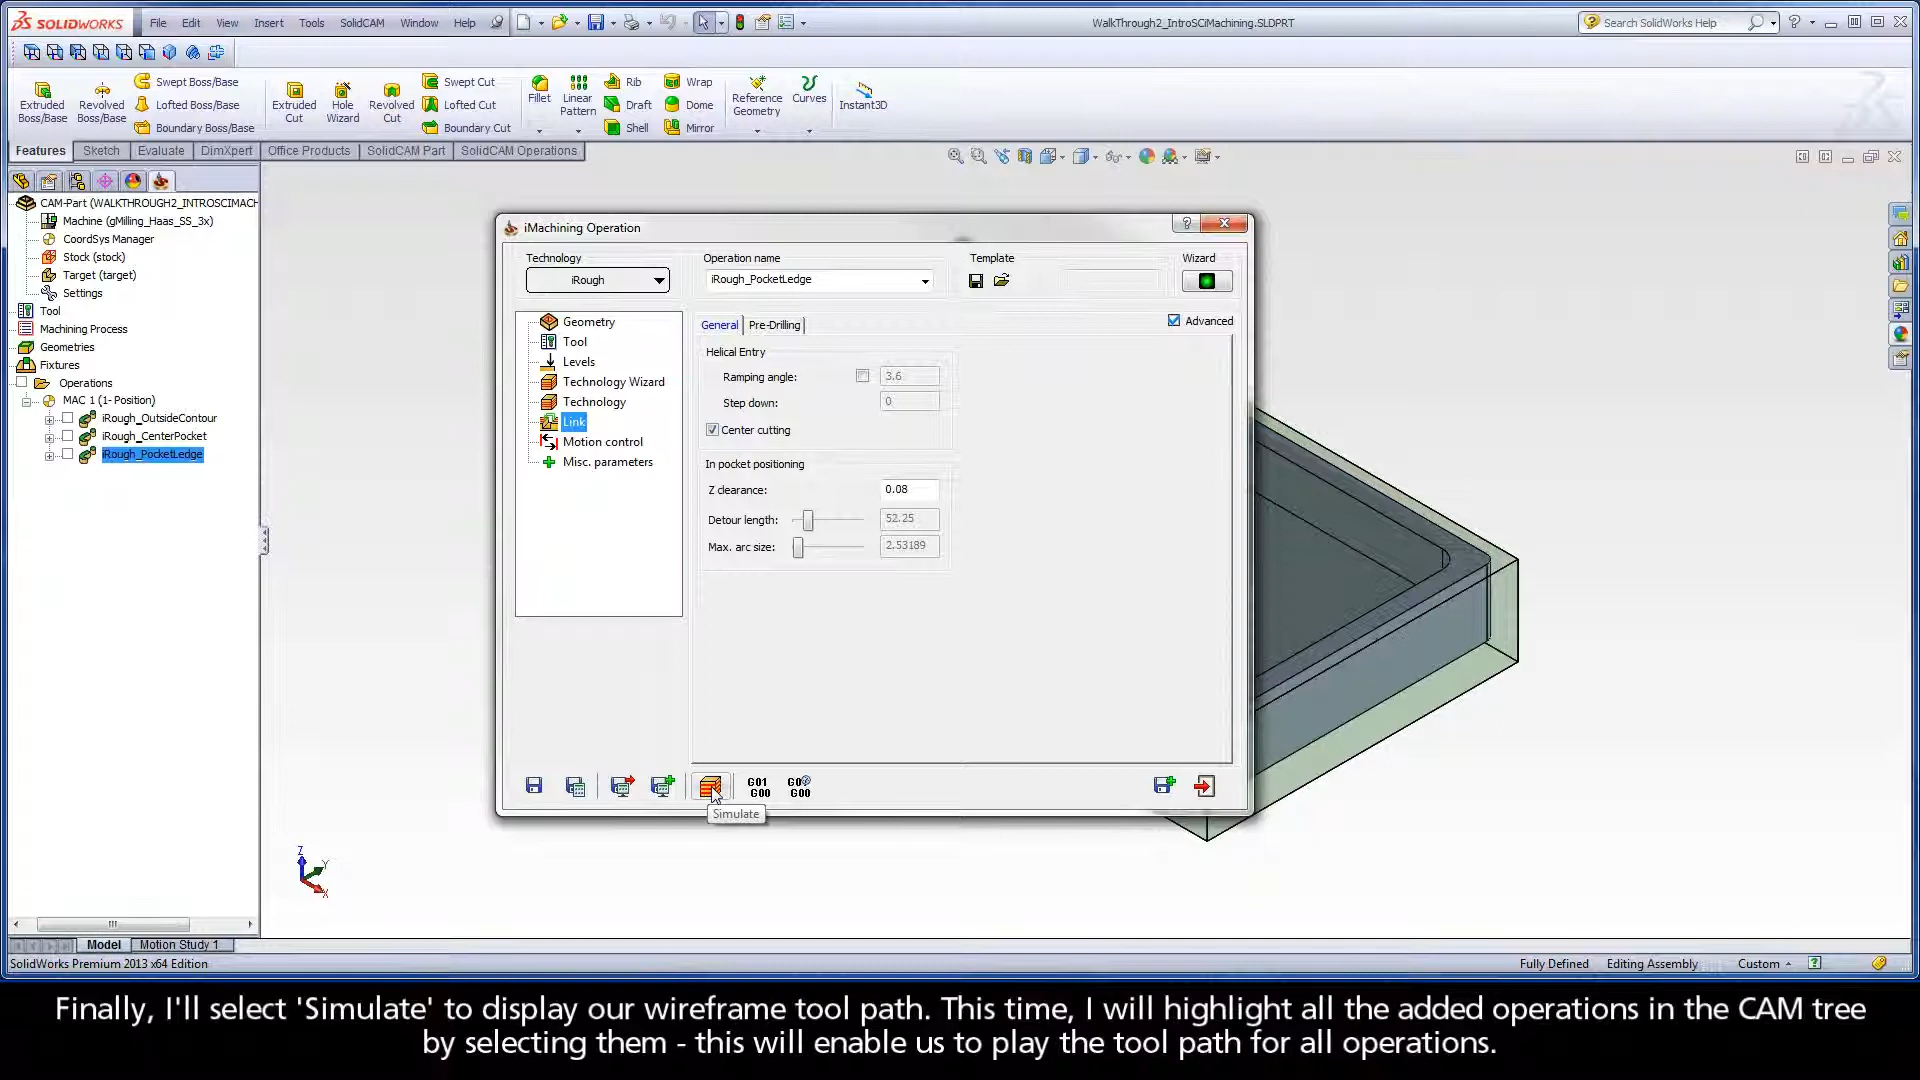 SOLIDWORKS File Edit View Insert Tools SolidCAM Window Help WalkThrough2_IntroSCiMachining.SLDPRT Search SolidWorks Help
Extruded Boss/Base
Revolved Boss/Base
Swept Boss/Base
Lofted Boss/Base
Boundary Boss/Base
Extruded Cut
Hole Wizard
Revolved Cut
Swept Cut
Lofted Cut
Boundary Cut
Fillet
Linear Pattern
Rib
Draft
Shell
Wrap
Dome
Mirror
Reference Geometry
Curves
Instant3D
Features Sketch Evaluate DimXpert Office Products SolidCAM Part SolidCAM Operations
CAM-Part (WALKTHROUGH2_INTROSCIMACH
Machine (gMilling_Haas_SS_3x)
CoordSys Manager
Stock (stock)
Target (target)
Settings
Tool
Machining Process
Geometries
Fixtures
Operations
MAC 1 (1- Position)
iRough_OutsideContour
iRough_CenterPocket
iRough_PocketLedge
iMachining Operation
Technology Operation name Template Wizard
iRough iRough_PocketLedge
Geometry
Tool
Levels
Technology Wizard
Technology
Link
Motion control
Misc. parameters
General Pre-Drilling Advanced
Helical Entry
Ramping angle: 3.6
Step down: 0
Center cutting
In pocket positioning
Z clearance: 0.08
Detour length: 52.25
Max. arc size: 2.53189
G01 G00
G00
Simulate
Z
Y
X
Model Motion Study 1
SolidWorks Premium 2013 x64 Edition Fully Defined Editing Assembly Custom
Finally, I'll select 'Simulate' to display our wireframe tool path. This time, I will highlight all the added operations in the CAM tree
by selecting them - this will enable us to play the tool path for all operations.